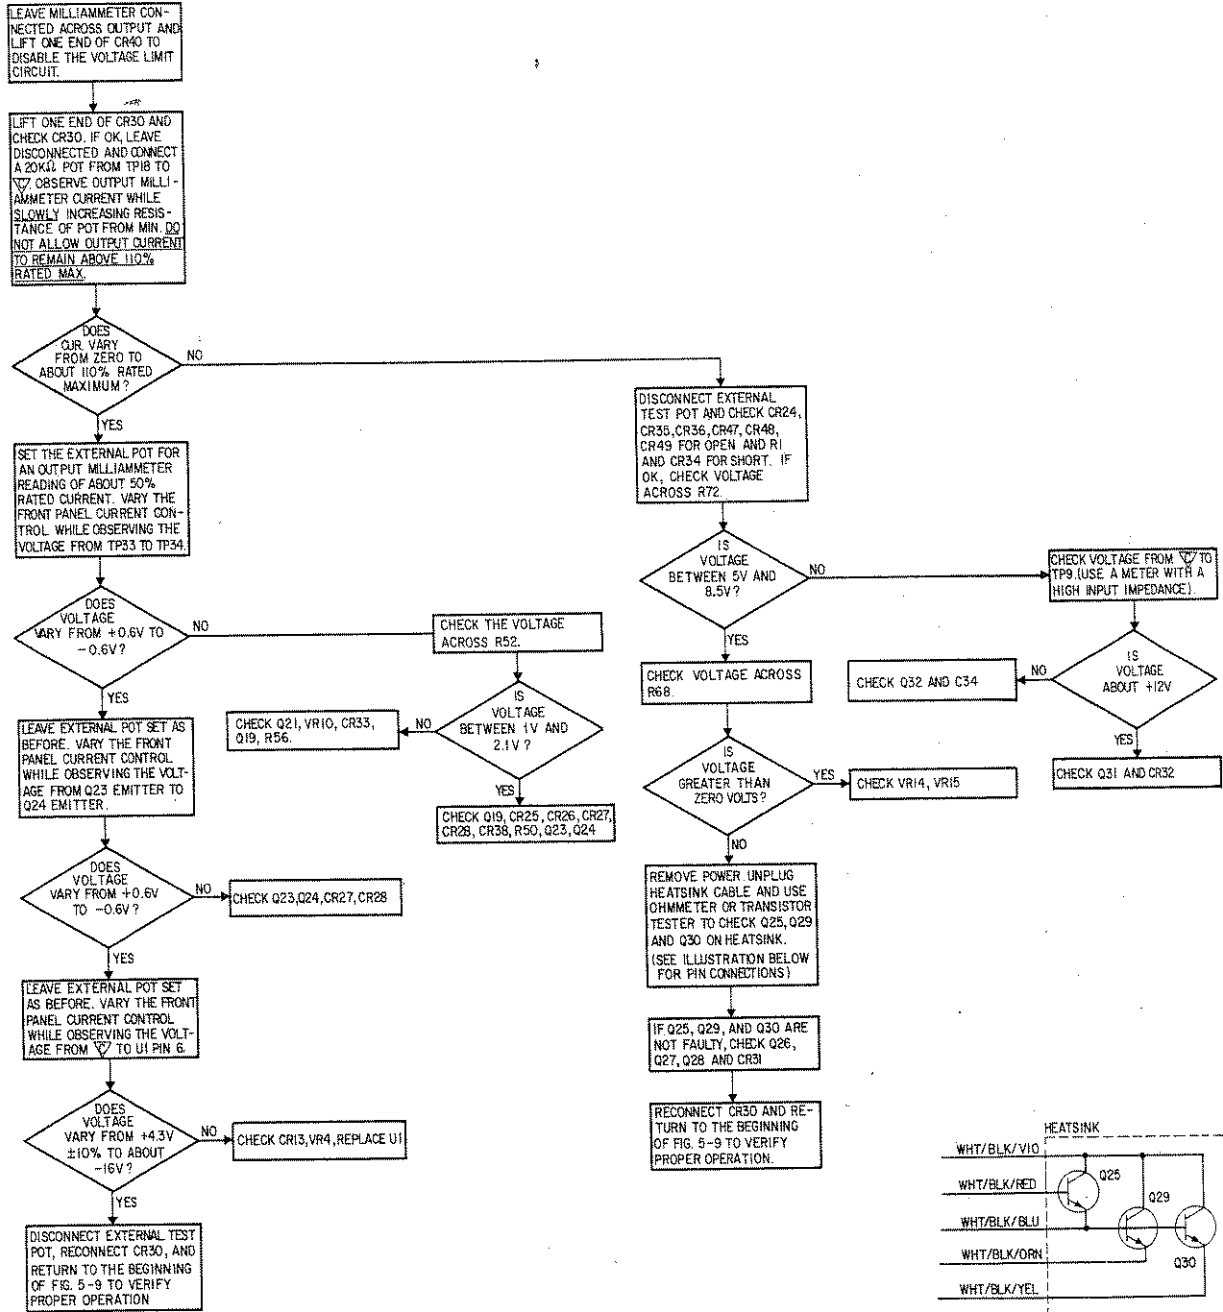 LEAVE MILLIAMMETER CON-
NECTED ACROSS OUTPUT AND
LIFT ONE END OF CR40 TO
DISABLE THE VOLTAGE LIMIT
CIRCUIT.
LIFT ONE END OF CR30 AND
CHECK CR30. IF OK, LEAVE
DISCONNECTED AND CONNECT
A 20KΩ POT FROM TP18 TO
C. OBSERVE OUTPUT MILLI-
AMMETER CURRENT WHILE
SLOWLY INCREASING RESIS-
TANCE OF POT FROM MIN. DO
NOT ALLOW OUTPUT CURRENT
TO REMAIN ABOVE 110%
RATED MAX.
DOES
CUR. VARY
FROM ZERO TO
ABOUT 110% RATED
MAXIMUM?
NO
YES
SET THE EXTERNAL POT FOR
AN OUTPUT MILLIAMMETER
READING OF ABOUT 50%
RATED CURRENT. VARY THE
FRONT PANEL CURRENT CON-
TROL WHILE OBSERVING THE
VOLTAGE FROM TP33 TO TP34.
DOES
VOLTAGE
VARY FROM +0.6V TO
-0.6V?
NO
YES
CHECK THE VOLTAGE
ACROSS R52.
IS
VOLTAGE
BETWEEN 1V AND
2.1V?
NO
CHECK Q21, VR10, CR33,
Q19, R56.
YES
CHECK Q19, CR25, CR26, CR27,
CR28, CR38, R50, Q23, Q24
LEAVE EXTERNAL POT SET AS
BEFORE. VARY THE FRONT
PANEL CURRENT CONTROL
WHILE OBSERVING THE VOLT-
AGE FROM Q23 EMITTER TO
Q24 EMITTER.
DOES
VOLTAGE
VARY FROM +0.6V
TO -0.6V?
NO
CHECK Q23,Q24,CR27,CR28
YES
LEAVE EXTERNAL POT SET
AS BEFORE. VARY THE FRONT
PANEL CURRENT CONTROL
WHILE OBSERVING THE VOLT-
AGE FROM C TO U1 PIN 6.
DOES
VOLTAGE
VARY FROM +4.3V
±10% TO ABOUT
-16V?
NO
CHECK CR13,VR4,REPLACE U1
YES
DISCONNECT EXTERNAL TEST
POT, RECONNECT CR30, AND
RETURN TO THE BEGINNING
OF FIG. 5-9 TO VERIFY
PROPER OPERATION
DISCONNECT EXTERNAL
TEST POT AND CHECK CR24,
CR35,CR36,CR47, CR48,
CR49 FOR OPEN AND R1
AND CR34 FOR SHORT. IF
OK, CHECK VOLTAGE
ACROSS R72.
IS
VOLTAGE
BETWEEN 5V AND
8.5V?
NO
YES
CHECK VOLTAGE FROM C TO
TP9.(USE A METER WITH A
HIGH INPUT IMPEDANCE).
IS
VOLTAGE
ABOUT +12V
NO
CHECK Q32 AND C34
YES
CHECK Q31 AND CR32
CHECK VOLTAGE ACROSS
R68.
IS
VOLTAGE
GREATER THAN
ZERO VOLTS?
YES
CHECK VR14, VR15
NO
REMOVE POWER. UNPLUG
HEATSINK CABLE AND USE
OHMMETER OR TRANSISTOR
TESTER TO CHECK Q25, Q29
AND Q30 ON HEATSINK.
(SEE ILLUSTRATION BELOW
FOR PIN CONNECTIONS)
IF Q25, Q29, AND Q30 ARE
NOT FAULTY, CHECK Q26,
Q27, Q28 AND CR31
RECONNECT CR30 AND RE-
TURN TO THE BEGINNING
OF FIG. 5-9 TO VERIFY
PROPER OPERATION.
HEATSINK
WHT/BLK/VIO
WHT/BLK/RED
Q25
Q29
WHT/BLK/BLU
WHT/BLK/ORN
Q30
WHT/BLK/YEL